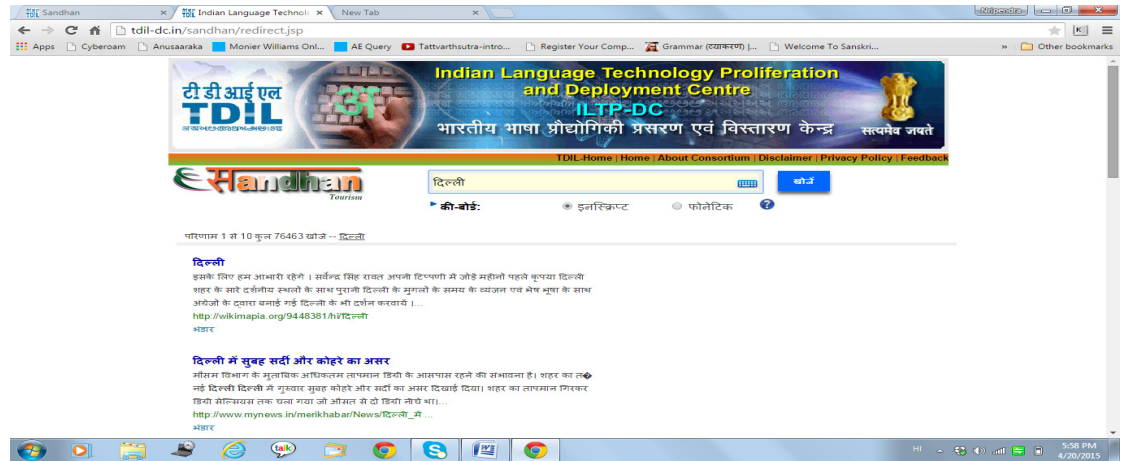 Sandhan
Indian Language Technol
New Tab
Nripendra
tdil-dc.in/sandhan/redirect.jsp
Apps Cyberoam Anusaaraka Monier Williams Onl... AE Query Tattvarthsutra-intro... Register Your Comp... Grammar (व्याकरण) |... Welcome To Sanskri... » Other bookmarks
टी डी आई एल
TDIL
Indian Language Technology Proliferation
and Deployment Centre
ILTP-DC
भारतीय भाषा प्रौद्योगिकी प्रसरण एवं विस्तारण केन्द्र
सत्यमेव जयते
TDIL-Home | Home | About Consortium | Disclaimer | Privacy Policy | Feedback
Sandhan
Tourism
दिल्ली
खोजें
की-बोर्ड: इनस्क्रिप्ट फोनेटिक ?
परिणाम 1 से 10 कुल 76463 खोजे -- दिल्ली
दिल्ली
इसके लिए हम आभारी रहेंगे । सर्वेन्द्र सिंह रावत अपनी टिप्पणी में जोड़ें महीनों पहले कृपया दिल्ली
शहर के सारे दर्शनीय स्थलों के साथ पुरानी दिल्ली के मुगलों के समय के व्यंजन एवं भेष भूषा के साथ
अंग्रेजों के द्वारा बनाई गई दिल्ली के भी दर्शन करवायें ।...
http://wikimapia.org/9448381/hi/दिल्ली
भंडार
दिल्ली में सुबह सर्दी और कोहरे का असर
मौसम विभाग के मुताबिक अधिकतम तापमान डिग्री के आसपास रहने की संभावना है। शहर का त�
नई दिल्ली दिल्ली में गुरुवार सुबह कोहरे और सर्दी का असर दिखाई दिया। शहर का तापमान गिरकर
डिग्री सेल्सियस तक चला गया जो औसत से दो डिग्री नीचे था।...
http://www.mynews.in/merikhabar/News/दिल्ली_में ...
भंडार
talk
HI
5:58 PM
4/20/2015